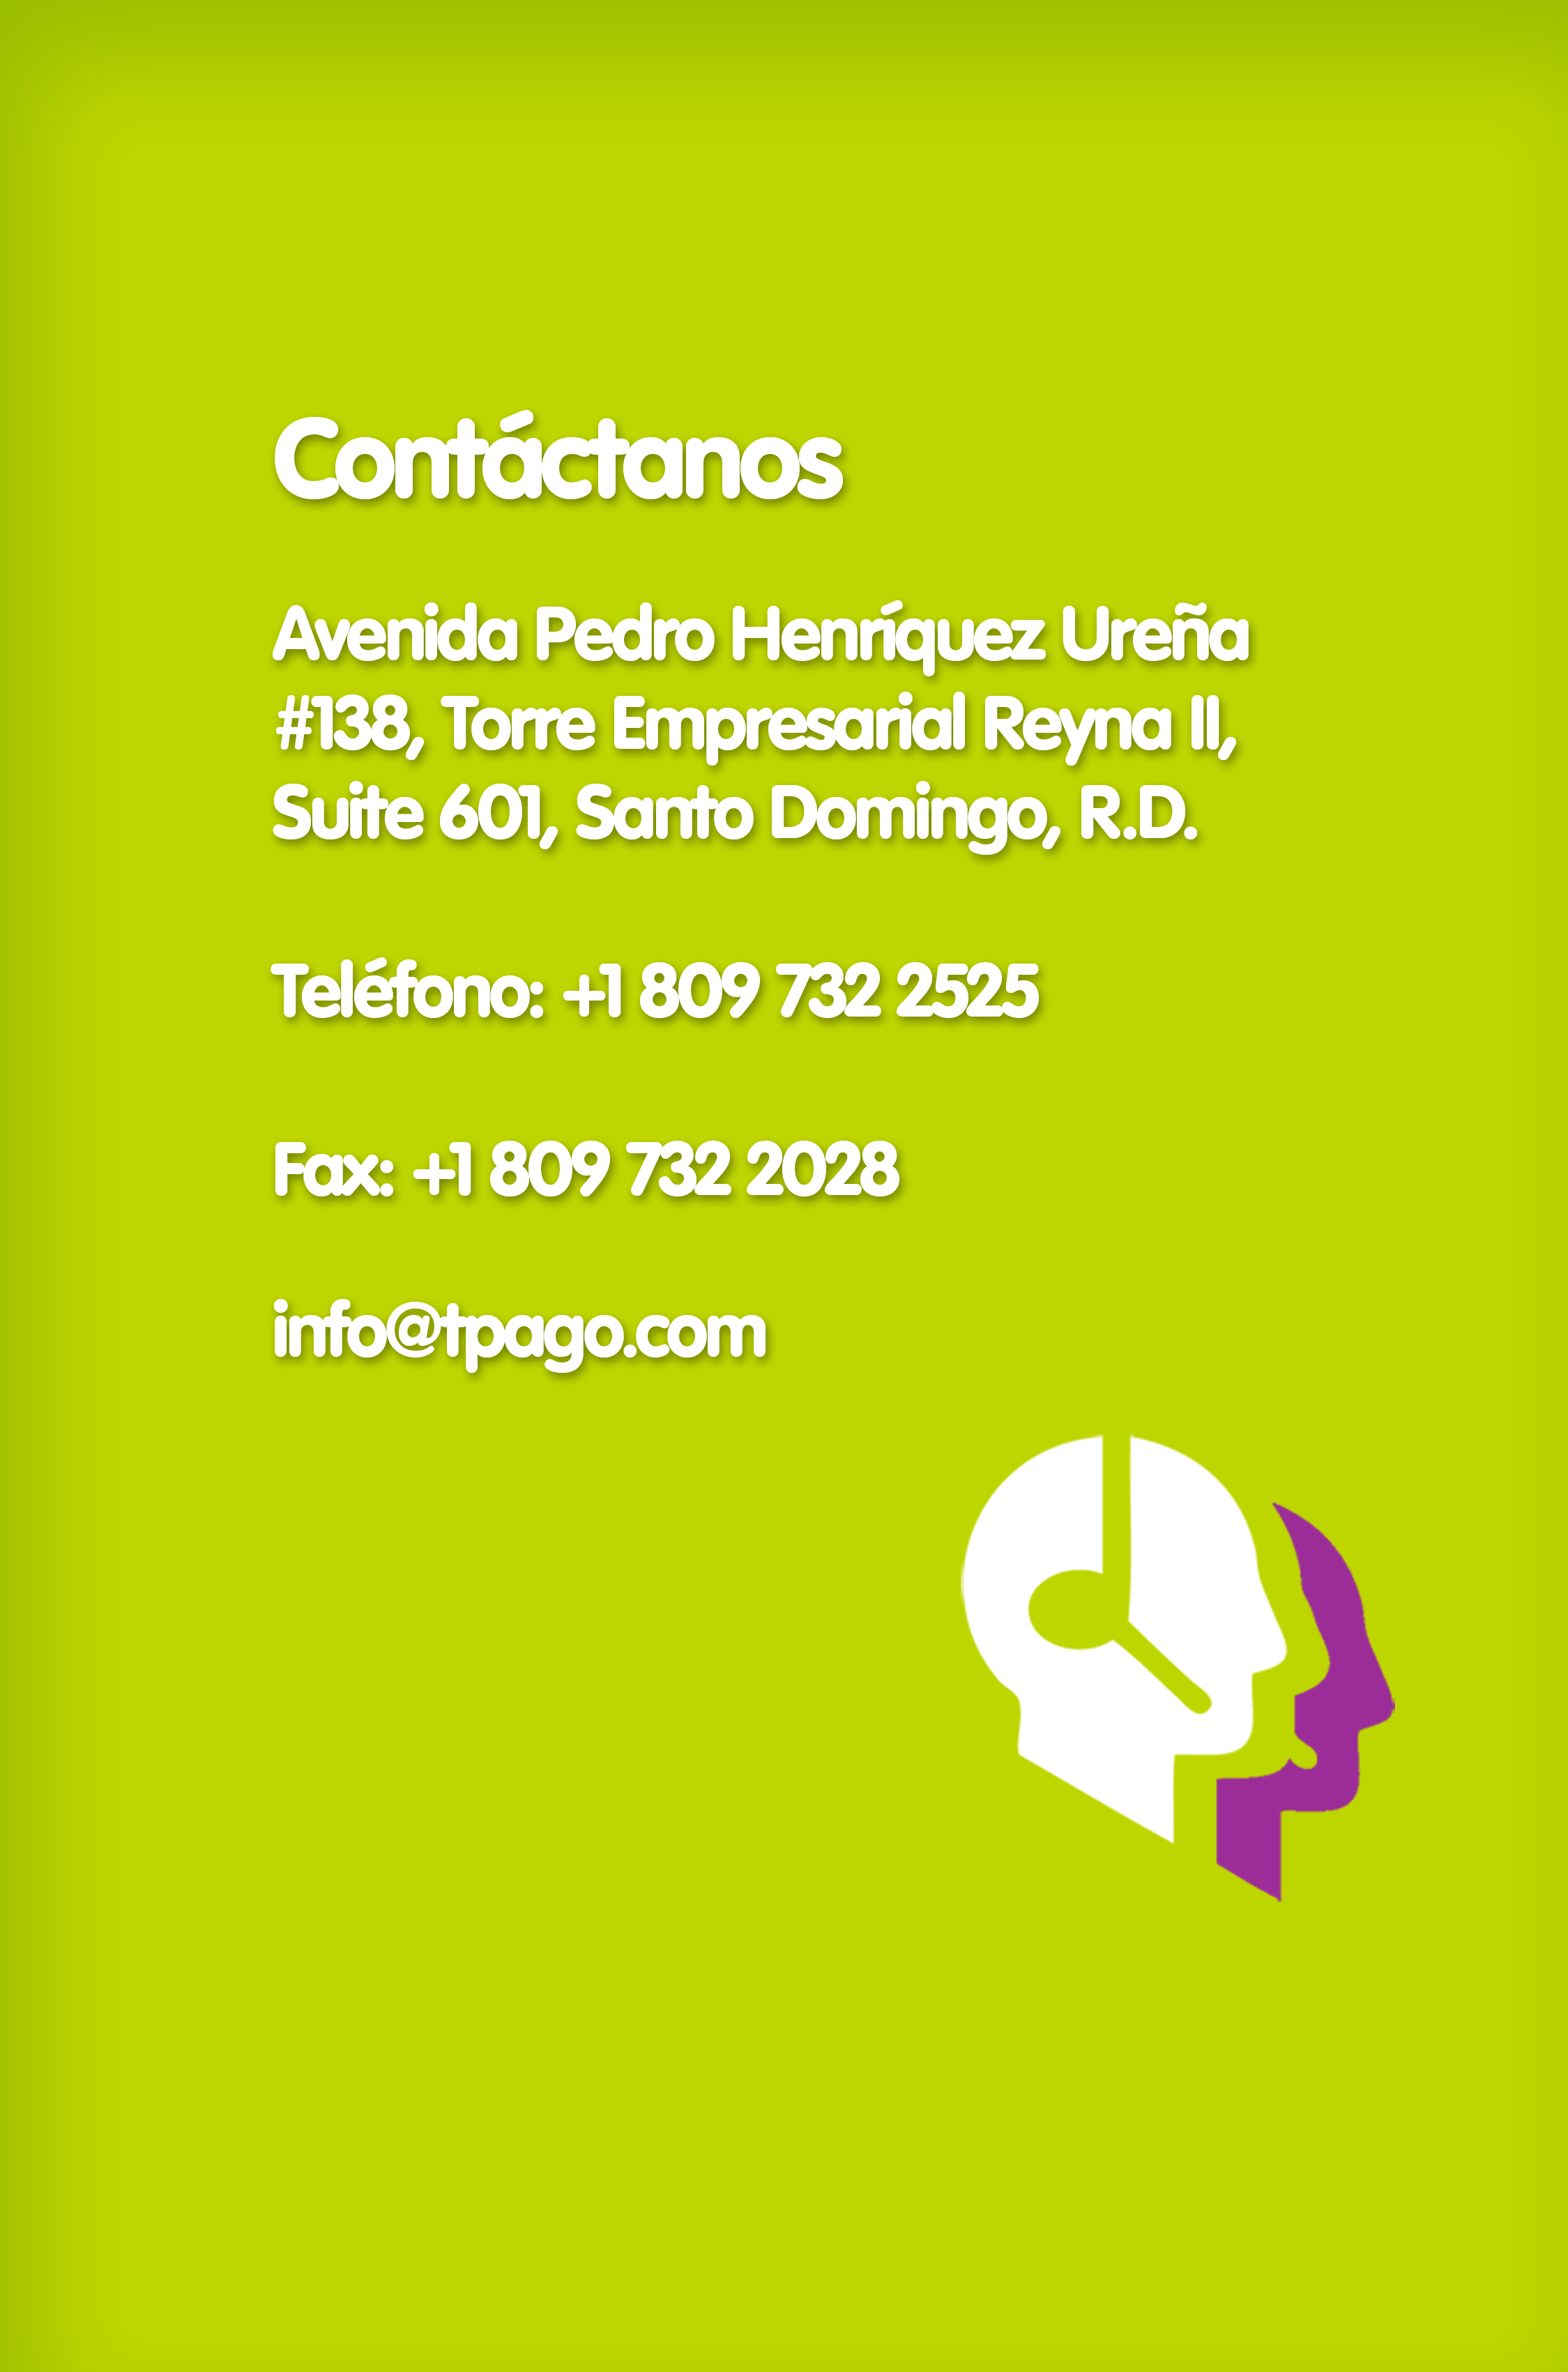 Contáctanos
Avenida Pedro Henríquez Ureña
#138, Torre Empresarial Reyna II,
Suite 601, Santo Domingo, R.D.
Teléfono: +1 809 732 2525
Fax: +1 809 732 2028
info@tpago.com